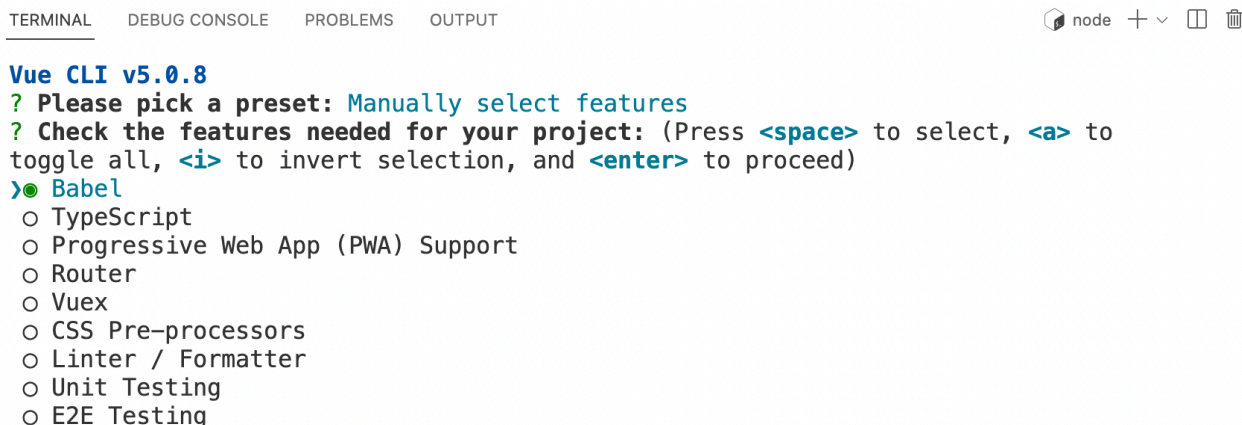 TERMINAL DEBUG CONSOLE PROBLEMS OUTPUT node
Vue CLI v5.0.8
? Please pick a preset: Manually select features
? Check the features needed for your project: (Press <space> to select, <a> to
toggle all, <i> to invert selection, and <enter> to proceed)
❯◉ Babel
○ TypeScript
○ Progressive Web App (PWA) Support
○ Router
○ Vuex
○ CSS Pre-processors
○ Linter / Formatter
○ Unit Testing
○ E2E Testing